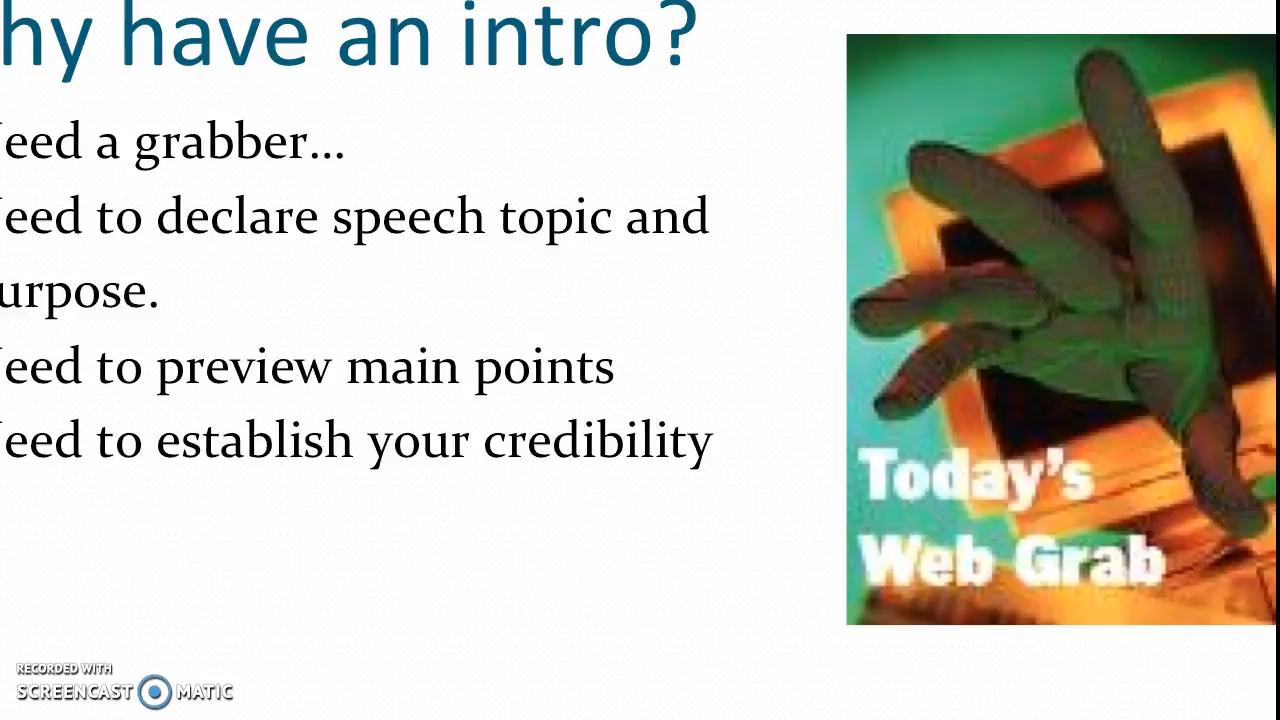 hy have an intro?
eed a grabber...
eed to declare speech topic and
urpose.
eed to preview main points
eed to establish your credibility
Today's
Web Grab
RECORDED WITH
SCREENCAST MATIC